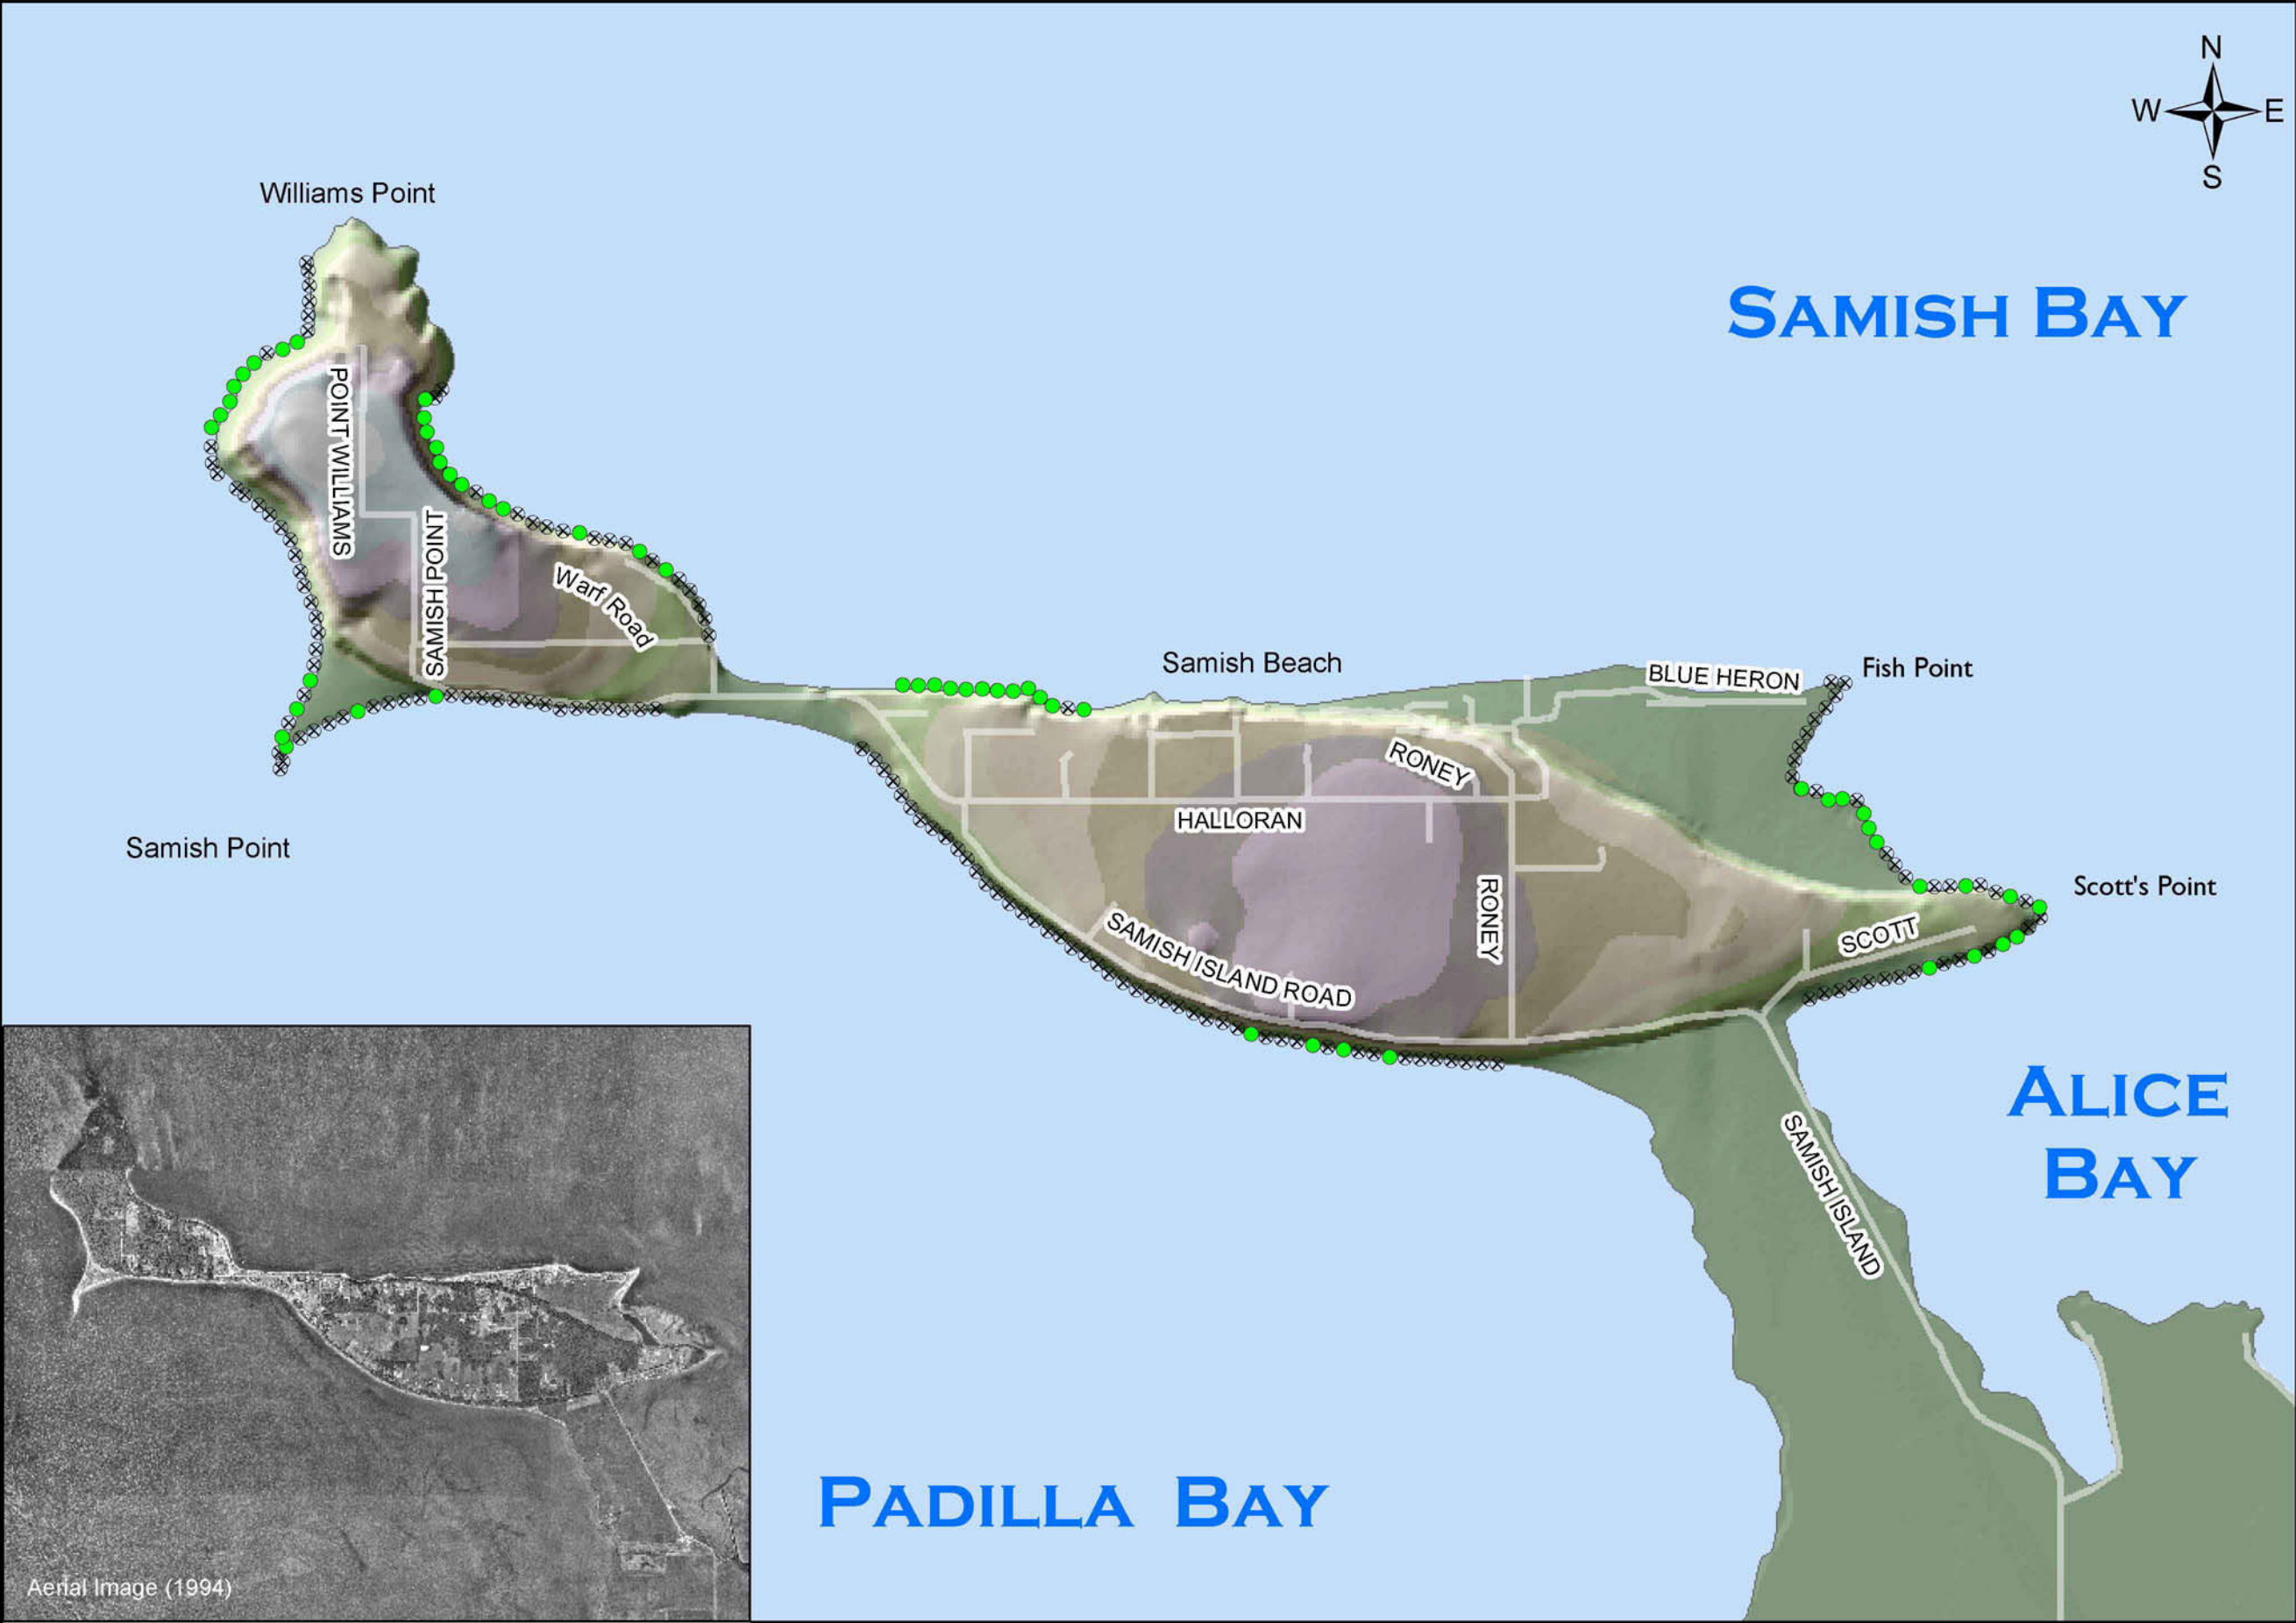 N
W E
S
Williams Point
SAMISH BAY
POINT WILLIAMS
SAMISH POINT
Warf Road
Samish Beach
BLUE HERON
Fish Point
RONEY
HALLORAN
Samish Point
RONEY
Scott's Point
SCOTT
SAMISH ISLAND ROAD
ALICE
BAY
SAMISH ISLAND
PADILLA BAY
Aerial Image (1994)